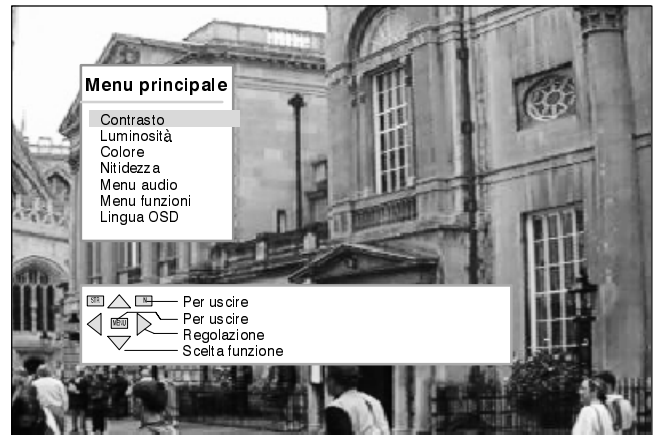 Menu principale
Contrasto
Luminosità
Colore
Nitidezza
Menu audio
Menu funzioni
Lingua OSD
STR
Per uscire
MENU
Per uscire
Regolazione
Scelta funzione